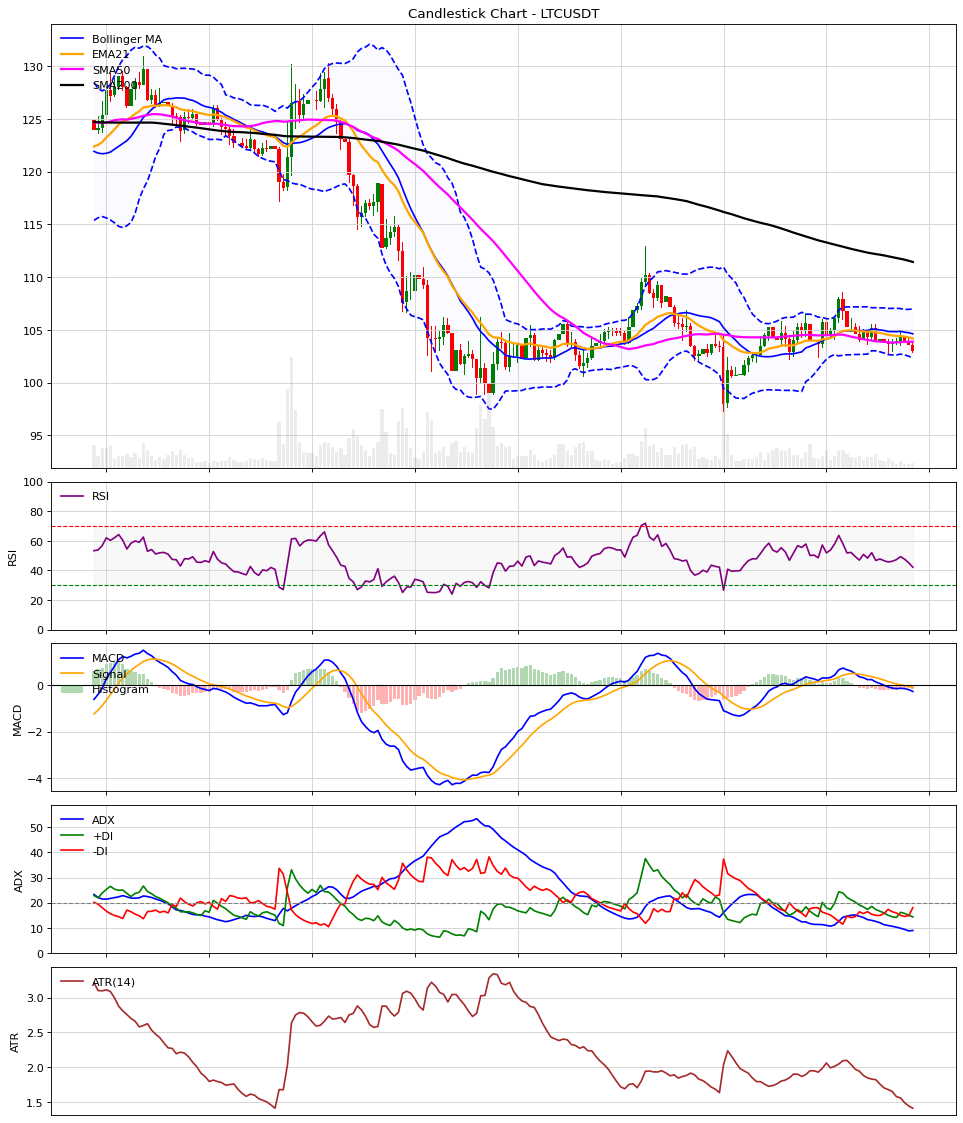 Candlestick Chart - LTCUSDT
Bollinger MA
EMA21
SMA50
SMA200
130
125
120
115
110
105
100
95
RSI
RSI
100
80
60
40
20
0
MACD
Signal
Histogram
MACD
0
−2
−4
ADX
+DI
-DI
ADX
50
40
30
20
10
0
ATR(14)
ATR
3.0
2.5
2.0
1.5